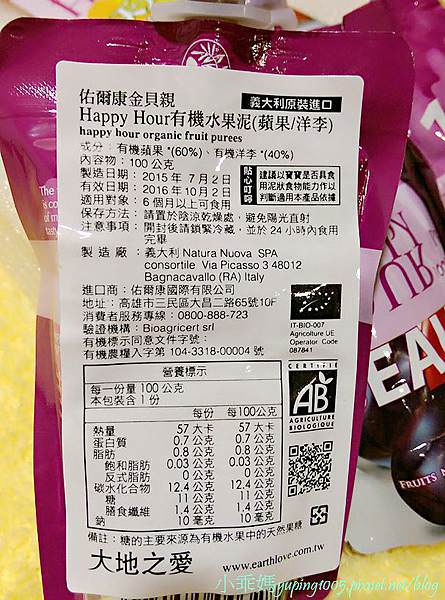 佑爾康金貝親
義大利原裝進口
Happy Hour有機水果泥(蘋果/洋李)
happy hour organic fruit purees
成分：有機蘋果 *(60%)、有機洋李 *(40%)
內容物：100 公克
製造日期：2015 年 7 月 2 日
有效日期：2016 年 10 月 2 日
適用對象：6 個月以上可食用
貼心叮嚀
建議以寶寶是否具食
用泥狀食物能力作以
判斷適用本產品依據
保存方法：請置於陰涼乾燥處，避免陽光直射
注意事項：開封後請鎖緊冷藏，並於 24 小時內食用
完畢
製 造 廠：義大利 Natura Nuova SPA
consortile Via Picasso 3 48012
Bagnacavallo (RA) Italy
進口商：佑爾康國際有限公司
地址：高雄市三民區大昌二路65號10F
消費者服務專線：0800-888-723
驗證機構：Bioagricert srl
有機標示同意文件字號：
有機農糧入字第 104-3318-00004 號
IT-BIO-007
Agriculture UE
Operator Code
087841
營養標示
每一份量 100 公克
本包裝含 1 份
每份 每100公克
熱量 57 大卡 57 大卡
蛋白質 0.7 公克 0.7 公克
脂肪 0.8 公克 0.8 公克
飽和脂肪 0.03 公克 0.03 公克
反式脂肪 0 公克 0 公克
碳水化合物 12.4 公克 12.4 公克
糖 11 公克 11 公克
膳食纖維 1.4 公克 1.4 公克
鈉 10 毫克 10 毫克
備註：糖的主要來源為有機水果中的天然果糖
CERTIFIÉ
AB
AGRICULTURE
BIOLOGIQUE
大地之愛
www.earthlove.com.tw
小乖媽yuping1005.pixnet.net/blog